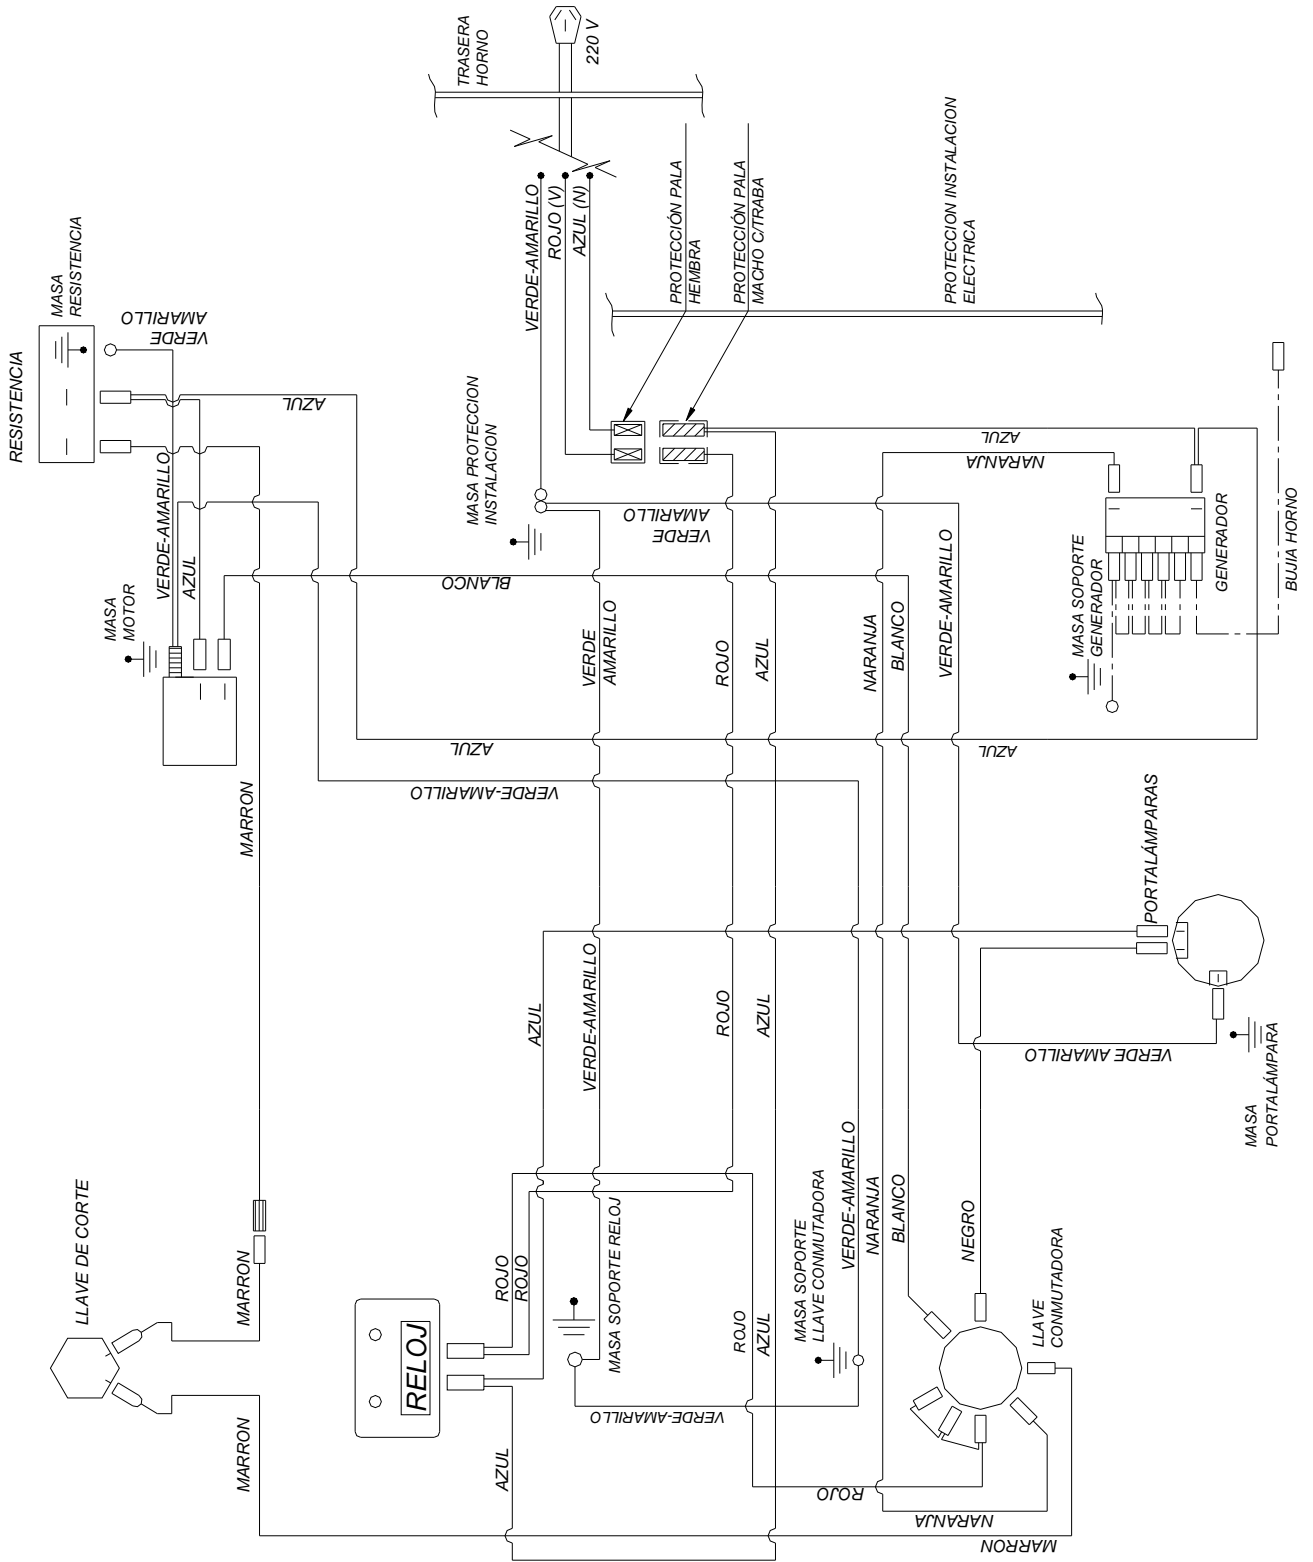 RESISTENCIA
MASA
RESISTENCIA
VERDE
AMARILLO
AZUL
VERDE-AMARILLO
AZUL
MASA
MOTOR
MARRON
LLAVE DE CORTE
MARRON
MARRON
TRASERA
HORNO
220 V
VERDE-AMARILLO
ROJO (V)
AZUL (N)
PROTECCIÓN PALA
HEMBRA
PROTECCIÓN PALA
MACHO C/TRABA
PROTECCION INSTALACION
ELECTRICA
MASA PROTECCION
INSTALACION
VERDE
AMARILLO
BLANCO
AZUL
NARANJA
VERDE
AMARILLO
ROJO
AZUL
NARANJA
BLANCO
VERDE-AMARILLO
MASA SOPORTE
GENERADOR
GENERADOR
BUJIA HORNO
AZUL
AZUL
VERDE-AMARILLO
AZUL
VERDE-AMARILLO
ROJO
AZUL
PORTALÁMPARAS
VERDE AMARILLO
MASA
PORTALÁMPARA
RELOJ
ROJO
ROJO
AZUL
MASA SOPORTE RELOJ
VERDE-AMARILLO
ROJO
AZUL
MASA SOPORTE
LLAVE CONMUTADORA
VERDE-AMARILLO
NARANJA
BLANCO
NEGRO
LLAVE
CONMUTADORA
ROJO
NARANJA
MARRON